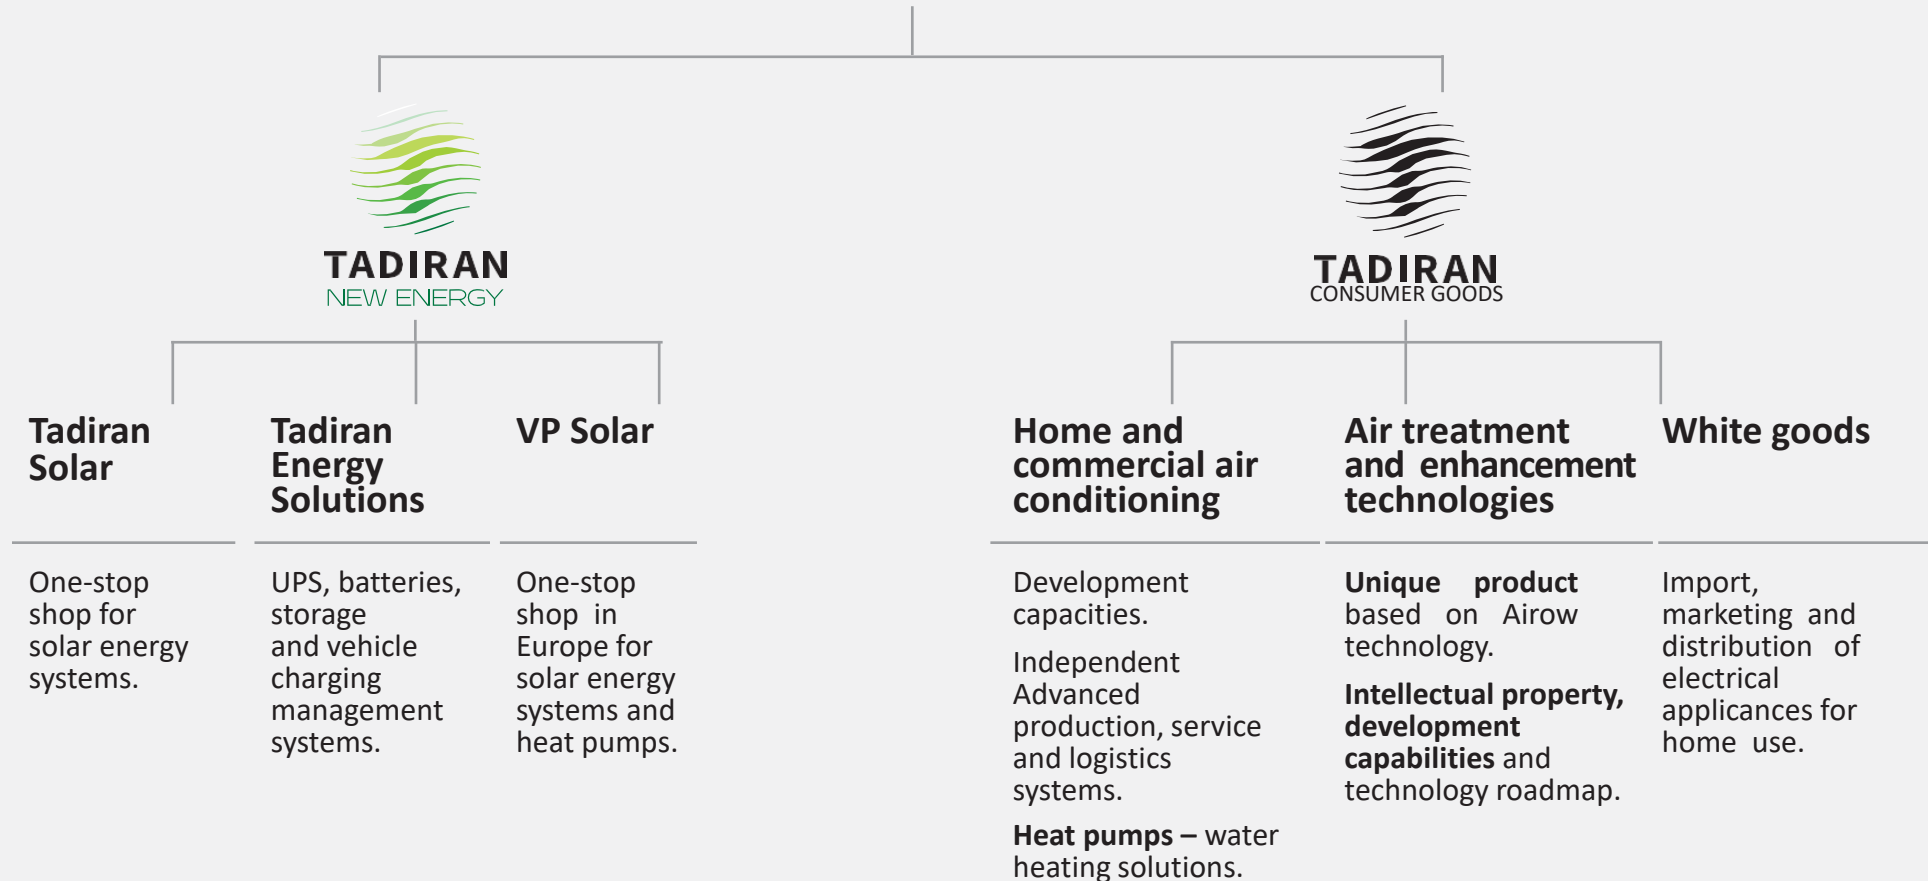 TADIRAN
NEW ENERGY
TADIRAN
CONSUMER GOODS
Tadiran
Solar
One-stop
shop for
solar energy
systems.
Tadiran
Energy
Solutions
UPS, batteries,
storage
and vehicle
charging
management
systems.
VP Solar
One-stop
shop in
Europe for
solar energy
systems and
heat pumps.
Home and
commercial air
conditioning
Development
capacities.
Independent
Advanced
production, service
and logistics
systems.
Heat pumps – water
heating solutions.
Air treatment
and enhancement
technologies
Unique product
based on Airow
technology.
Intellectual property,
development
capabilities and
technology roadmap.
White goods
Import,
marketing and
distribution of
electrical
applicances for
home use.